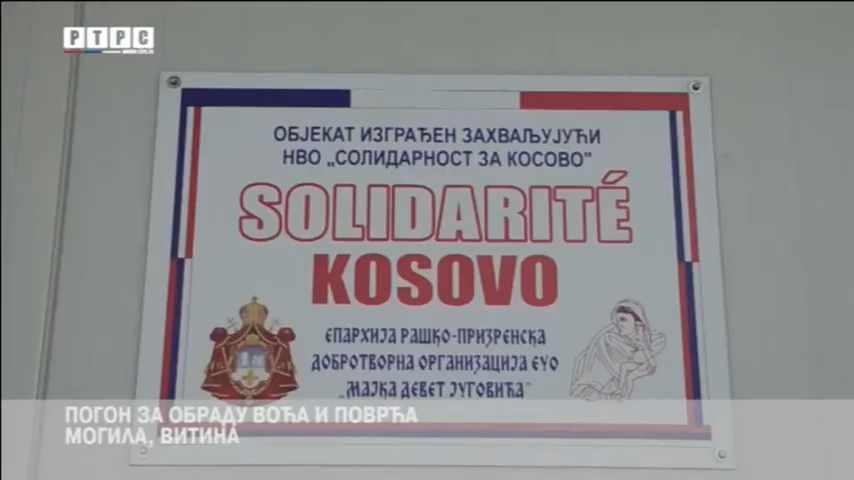 РТРС
ОБЈЕКАТ ИЗГРАЂЕН ЗАХВАЉУЈУЋИ
НВО „СОЛИДАРНОСТ ЗА КОСОВО"
SOLIDARITÉ
KOSOVO
ЕПАРХИЈА РАШКО-ПРИЗРЕНСКА
ДОБРОТВОРНА ОРГАНИЗАЦИЈА ЕУО
„МАЈКА ДЕВЕТ ЈУГОВИЋА"
ПОГОН ЗА ОБРАДУ ВОЋА И ПОВРЋА
МОГИЛА, ВИТИНА